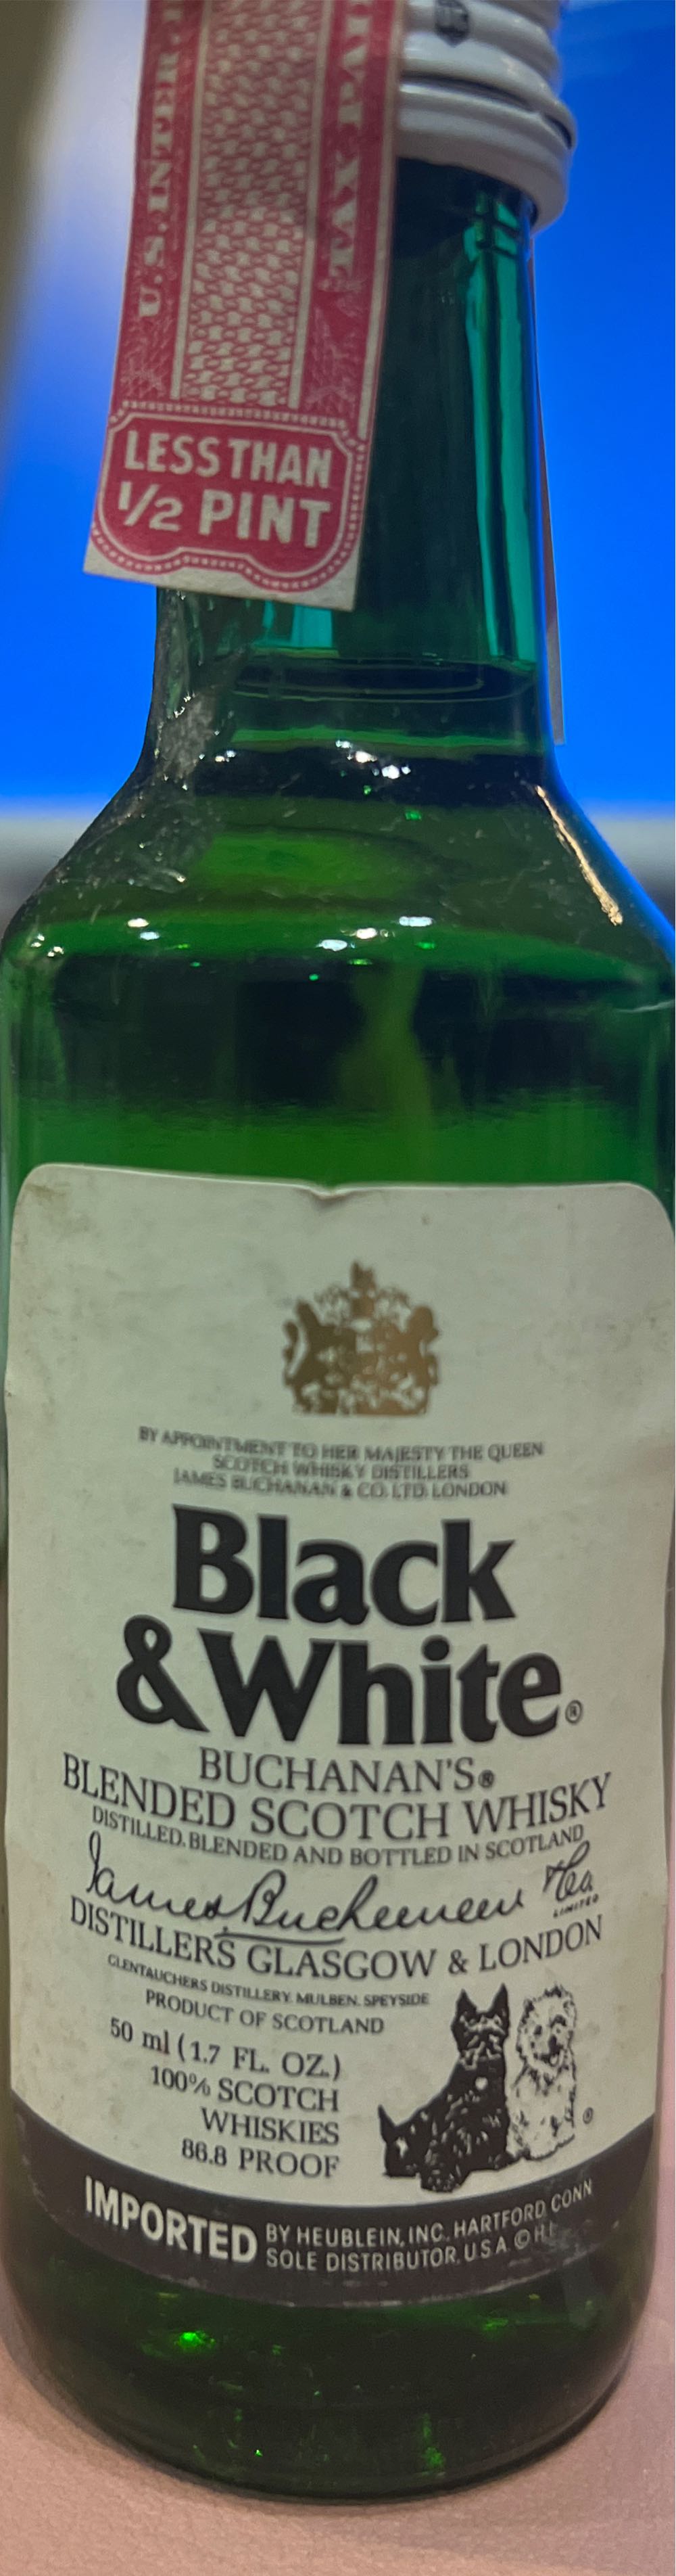 U.S. INTER.
TAX PAI
LESS THAN
1/2 PINT
BY APPOINTMENT TO HER MAJESTY THE QUEEN
SCOTCH WHISKY DISTILLERS
JAMES BUCHANAN & CO. LTD. LONDON
Black
& White®
BUCHANAN'S®
BLENDED SCOTCH WHISKY
DISTILLED, BLENDED AND BOTTLED IN SCOTLAND
James Buchanan & Co.
LIMITED
DISTILLERS GLASGOW & LONDON
GLENTAUCHERS DISTILLERY. MULBEN. SPEYSIDE
PRODUCT OF SCOTLAND
50 ml (1.7 FL. OZ.)
100% SCOTCH
WHISKIES
86.8 PROOF
®
IMPORTED BY HEUBLEIN, INC. HARTFORD CONN
SOLE DISTRIBUTOR. U.S.A © H.I.